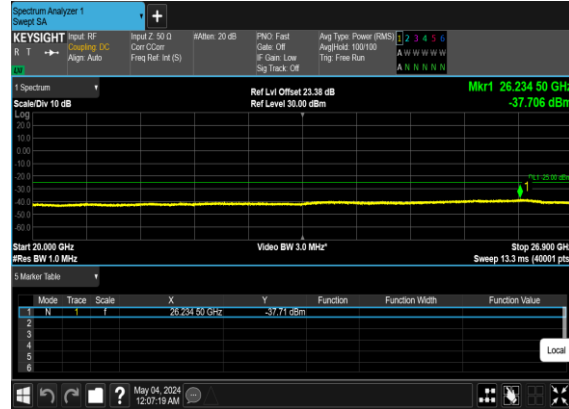 Spectrum Analyzer 1
Swept SA
+
KEYSIGHT Input: RF Input Z: 50 Ω #Atten: 20 dB PNO: Fast Avg Type: Power (RMS) 1 2 3 4 5 6
R T Coupling: DC Corr CCorr Gate: Off Avg|Hold: 100/100 A W W W W W
Align: Auto Freq Ref: Int (S) IF Gain: Low Trig: Free Run
LM Sig Track: Off A N N N N N
1 Spectrum Ref Lvl Offset 23.38 dB Mkr1 26.234 50 GHz
Scale/Div 10 dB Ref Level 30.00 dBm -37.706 dBm
Log
20.0
10.0
0.00
-10.0
-20.0
DL1 -25.00 dBm
-30.0
1
-40.0
-50.0
-60.0
Start 20.000 GHz Video BW 3.0 MHz* Stop 26.900 GHz
#Res BW 1.0 MHz Sweep 13.3 ms (40001 pts)
5 Marker Table
Mode Trace Scale X Y Function Function Width Function Value
1 N 1 f 26.234 50 GHz -37.71 dBm
2
3
4
5
6
Local
? May 04, 2024
12:07:19 AM